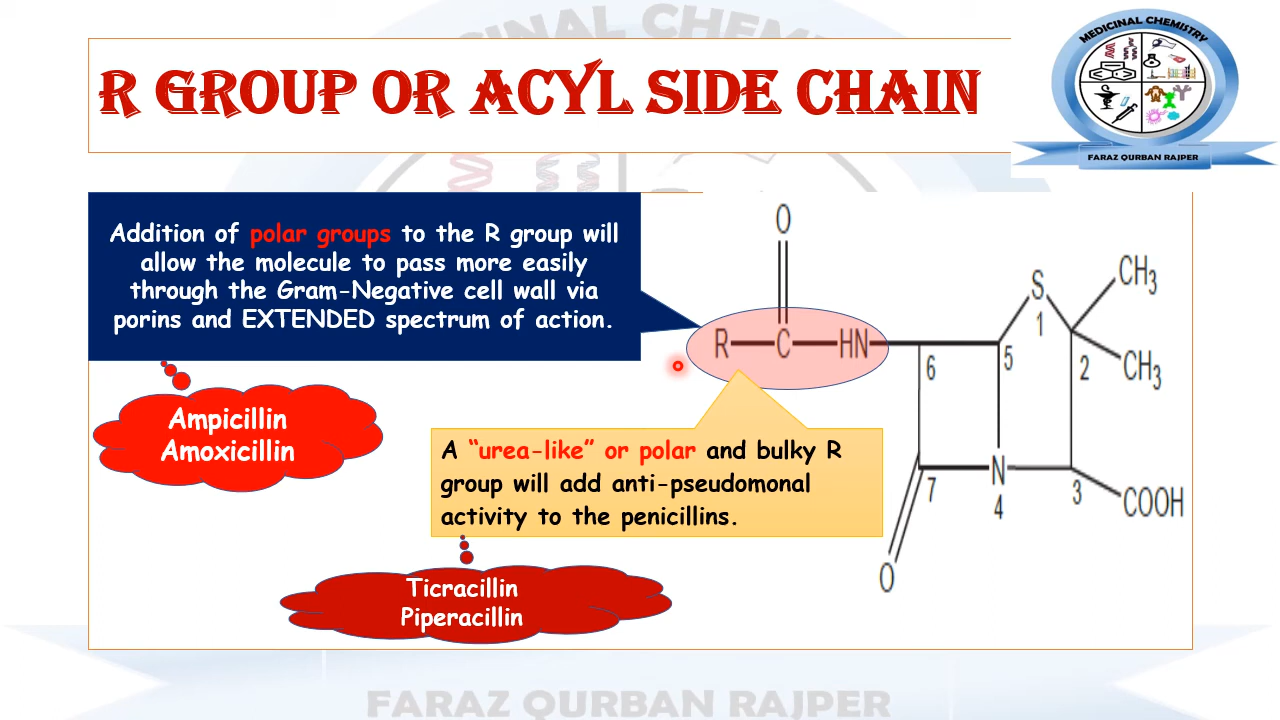 R GROUP OR ACYL SIDE CHAIN
MEDICINAL CHEMISTRY
FARAZ QURBAN RAJPER
Addition of polar groups to the R group will
allow the molecule to pass more easily
through the Gram-Negative cell wall via
porins and EXTENDED spectrum of action.
Ampicillin
Amoxicillin
A “urea-like” or polar and bulky R
group will add anti-pseudomonal
activity to the penicillins.
Ticracillin
Piperacillin
O
S
CH3
1
R C HN
6
5
2
CH3
7
N
4
3
COOH
O
FARAZ QURBAN RAJPER